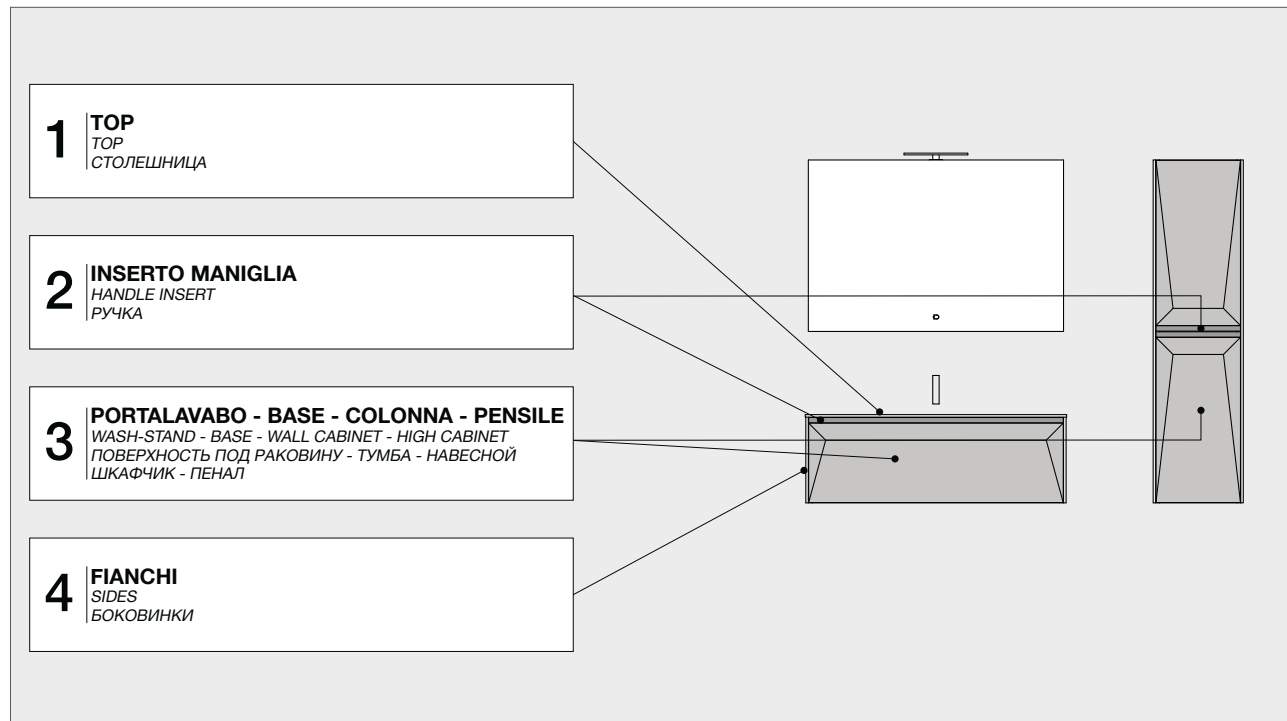 1
TOP
TOP
СТОЛЕШНИЦА
2
INSERTO MANIGLIA
HANDLE INSERT
РУЧКА
3
PORTALAVABO - BASE - COLONNA - PENSILE
WASH-STAND - BASE - WALL CABINET - HIGH CABINET
ПОВЕРХНОСТЬ ПОД РАКОВИНУ - ТУМБА - НАВЕСНОЙ
ШКАФЧИК - ПЕНАЛ
4
FIANCHI
SIDES
БОКОВИНКИ